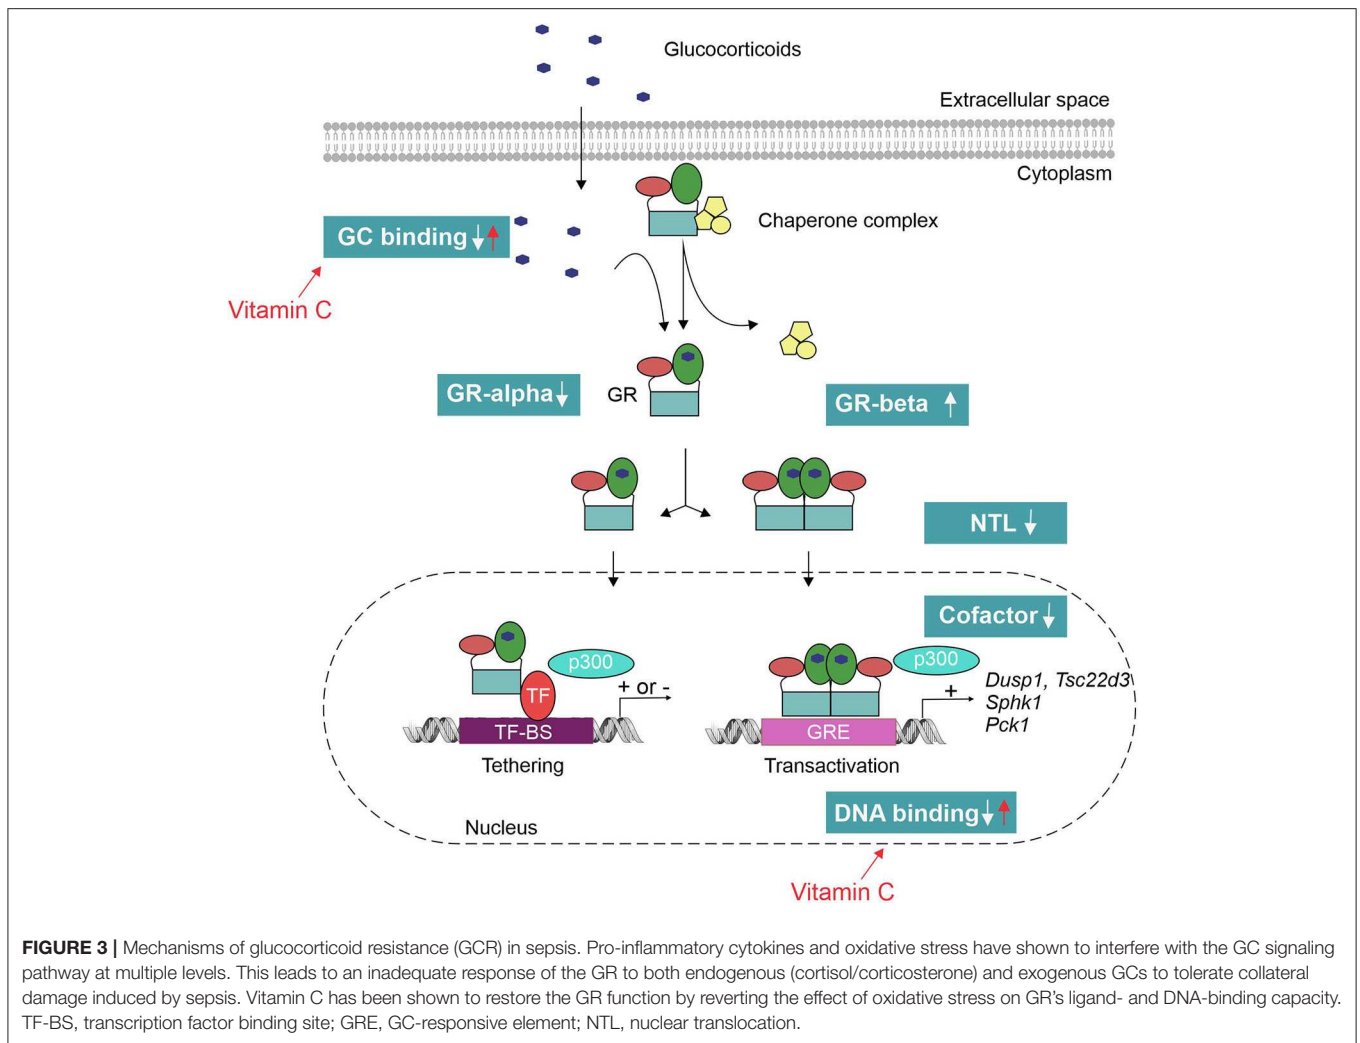 Glucocorticoids
Extracellular space
Cytoplasm
Chaperone complex
GC binding
Vitamin C
GR-alpha
GR
GR-beta
NTL
Cofactor
p300
p300
TF
+ or -
+
Dusp1, Tsc22d3
Sphk1
Pck1
TF-BS
GRE
Tethering
Transactivation
DNA binding
Nucleus
Vitamin C
FIGURE 3 | Mechanisms of glucocorticoid resistance (GCR) in sepsis. Pro-inflammatory cytokines and oxidative stress have shown to interfere with the GC signaling
pathway at multiple levels. This leads to an inadequate response of the GR to both endogenous (cortisol/corticosterone) and exogenous GCs to tolerate collateral
damage induced by sepsis. Vitamin C has been shown to restore the GR function by reverting the effect of oxidative stress on GR's ligand- and DNA-binding capacity.
TF-BS, transcription factor binding site; GRE, GC-responsive element; NTL, nuclear translocation.